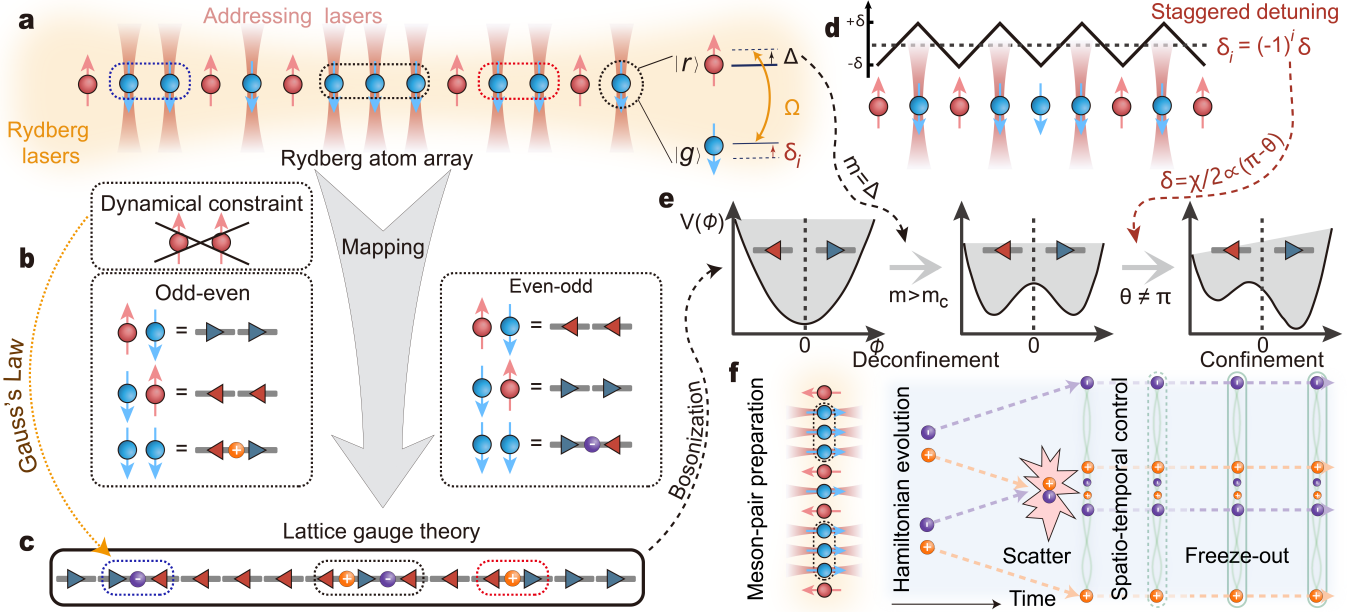 a
Addressing lasers
Rydberg lasers
|r⟩
Δ
Ω
|g⟩
δi
Rydberg atom array
d
+δ
-δ
Staggered detuning
δi = (-1)^i δ
m=Δ
δ=χ/2∝(π-θ)
Dynamical constraint
Mapping
b
Odd-even
=
=
= +
Even-odd
=
=
= -
Gauss's Law
Bosonization
Lattice gauge theory
c
- + - +
e
V(ϕ)
0
ϕ
m>mc
0
θ ≠ π
0
Deconfinement
Confinement
f
Meson-pair preparation
Hamiltonian evolution
Scatter
Spatio-temporal control
Freeze-out
Time